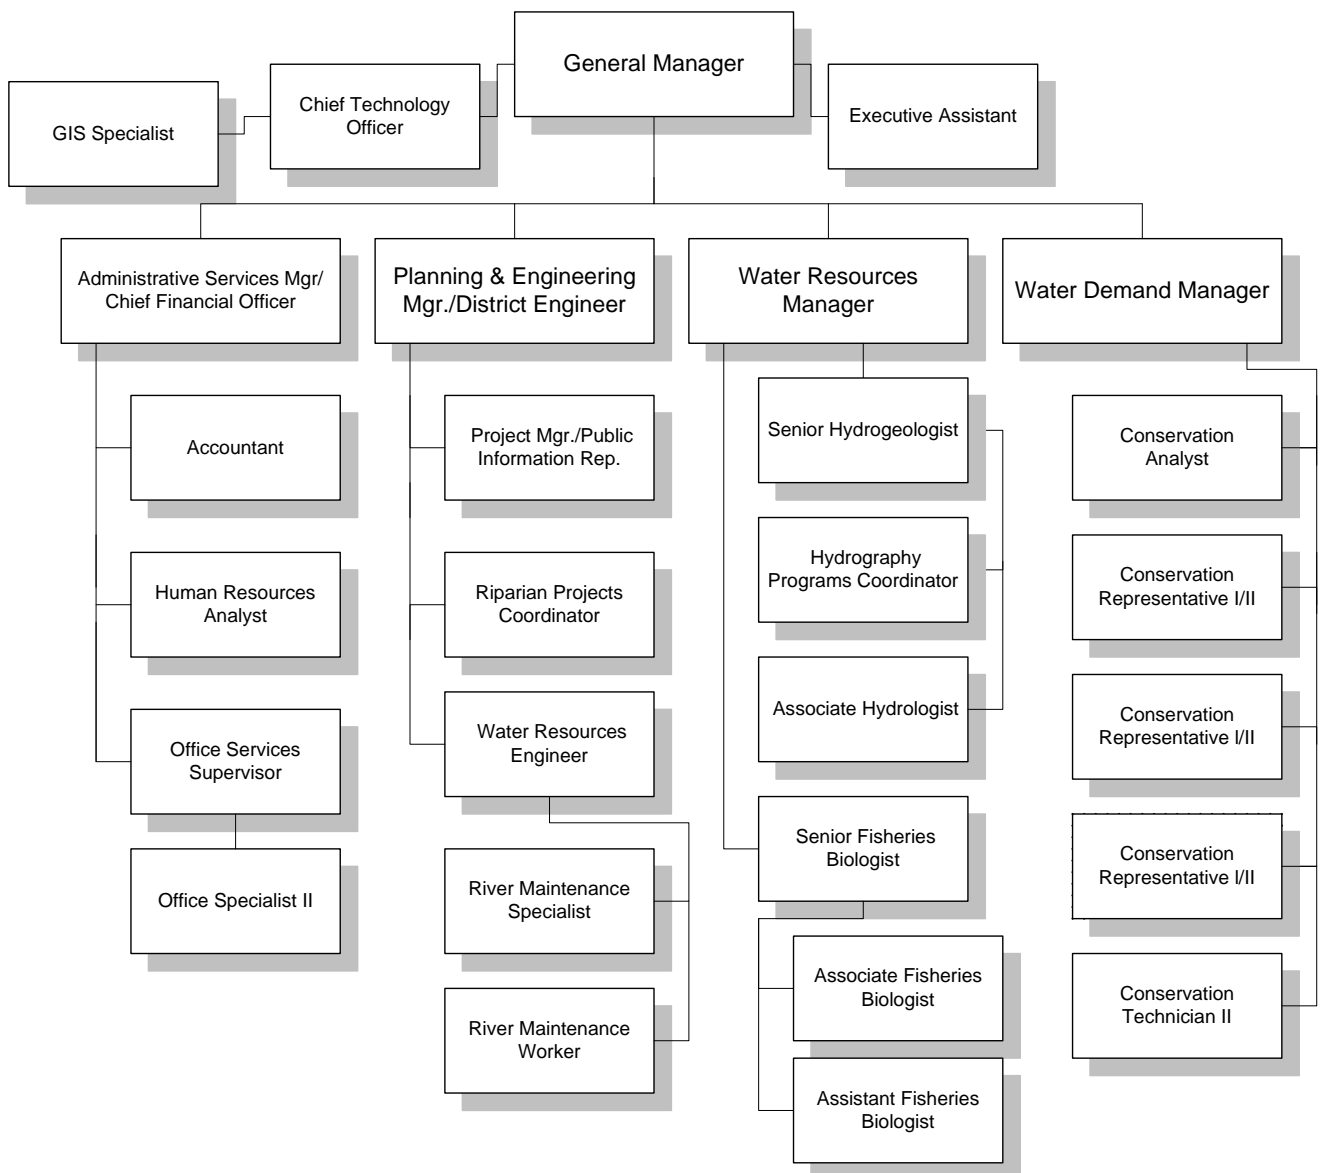 General Manager
Chief Technology
Officer
GIS Specialist
Executive Assistant
Administrative Services Mgr/
Chief Financial Officer
Planning & Engineering
Mgr./District Engineer
Water Resources
Manager
Water Demand Manager
Accountant
Human Resources
Analyst
Office Services
Supervisor
Office Specialist II
Project Mgr./Public
Information Rep.
Riparian Projects
Coordinator
Water Resources
Engineer
River Maintenance
Specialist
River Maintenance
Worker
Senior Hydrogeologist
Hydrography
Programs Coordinator
Associate Hydrologist
Senior Fisheries
Biologist
Associate Fisheries
Biologist
Assistant Fisheries
Biologist
Conservation
Analyst
Conservation
Representative I/II
Conservation
Representative I/II
Conservation
Representative I/II
Conservation
Technician II